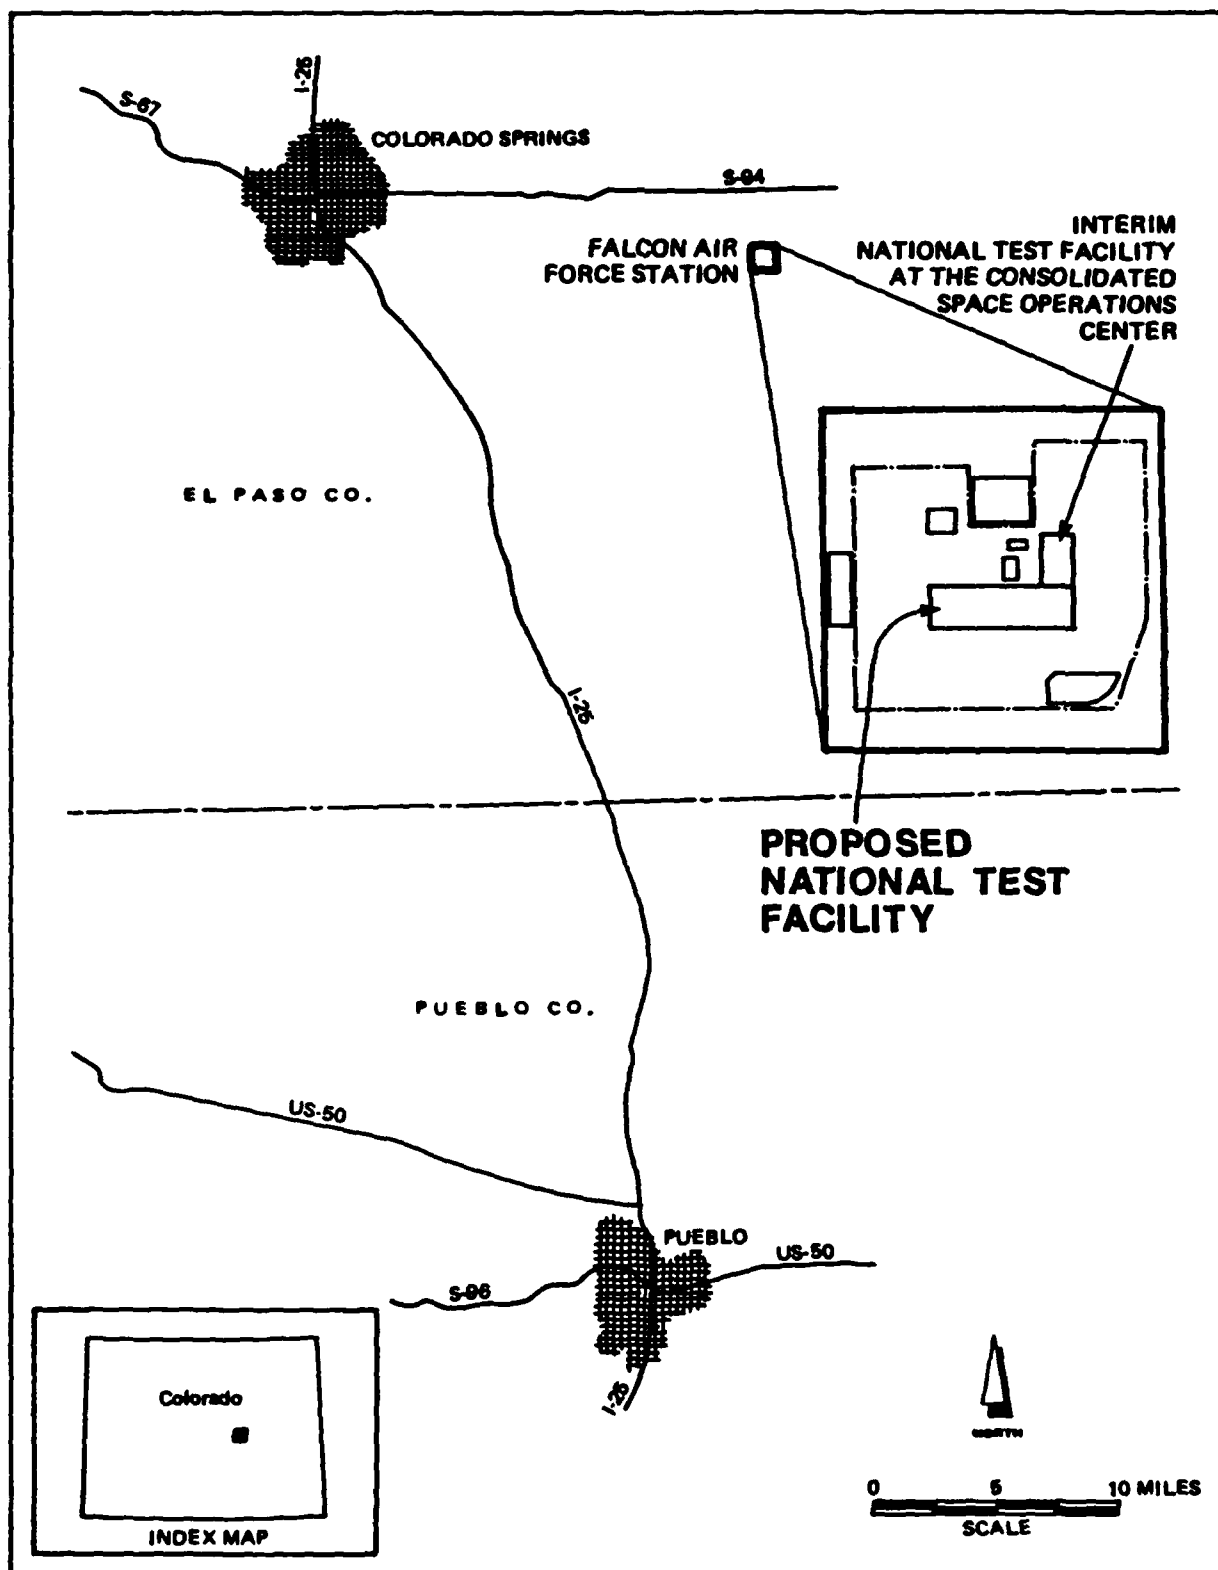 I-25
S-67
COLORADO SPRINGS
S-94
FALCON AIR
FORCE STATION
INTERIM
NATIONAL TEST FACILITY
AT THE CONSOLIDATED
SPACE OPERATIONS
CENTER
EL PASO CO.
I-25
PROPOSED
NATIONAL TEST
FACILITY
PUEBLO CO.
US-50
PUEBLO
US-50
S-96
I-25
Colorado
INDEX MAP
NORTH
0 5 10 MILES
SCALE